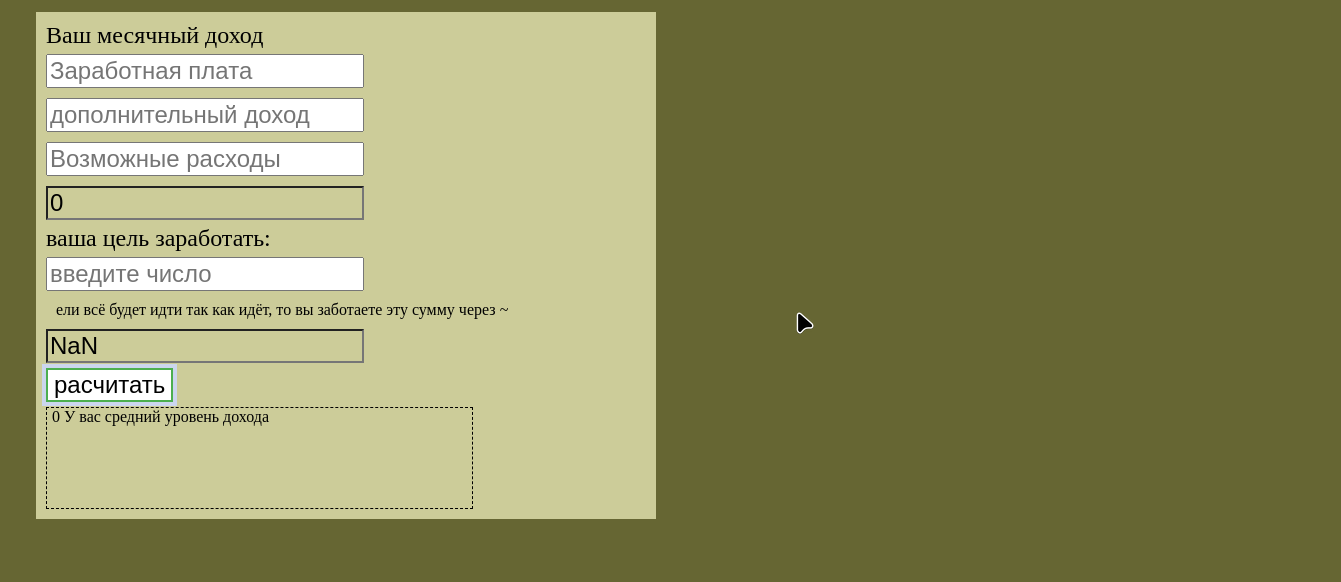 Ваш месячный доход
Заработная плата
дополнительный доход
Возможные расходы
0
ваша цель заработать:
введите число
ели всё будет идти так как идёт, то вы заботаете эту сумму через ~
NaN
расчитать
0 У вас средний уровень дохода